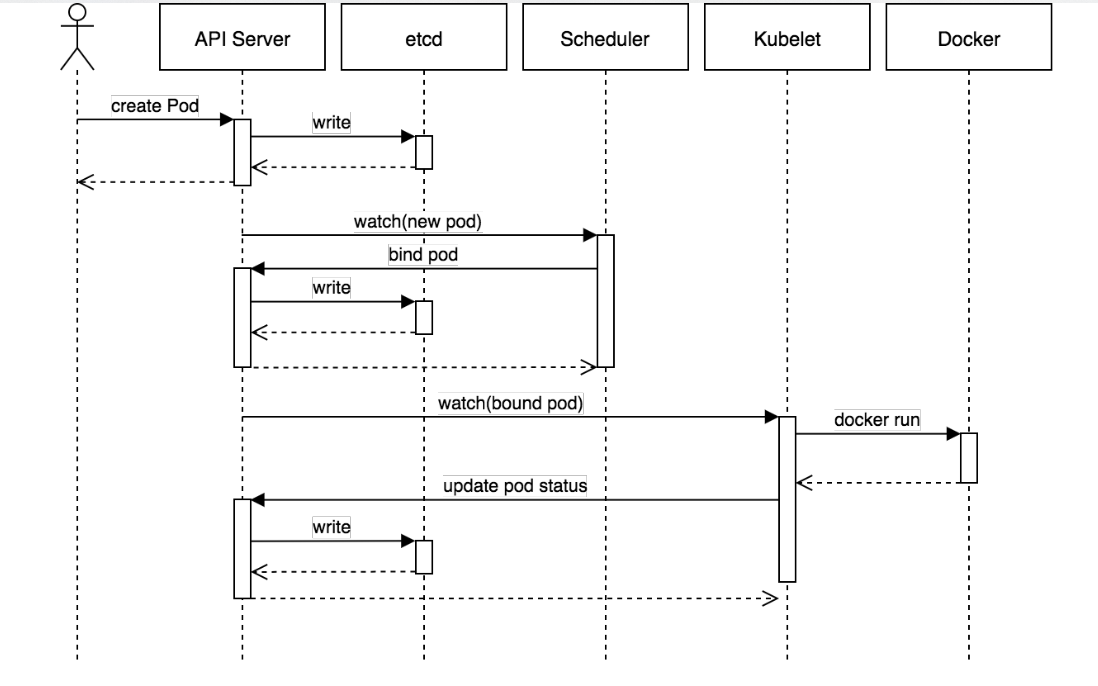 API Server
etcd
Scheduler
Kubelet
Docker
create Pod
write
watch(new pod)
bind pod
write
watch(bound pod)
docker run
update pod status
write